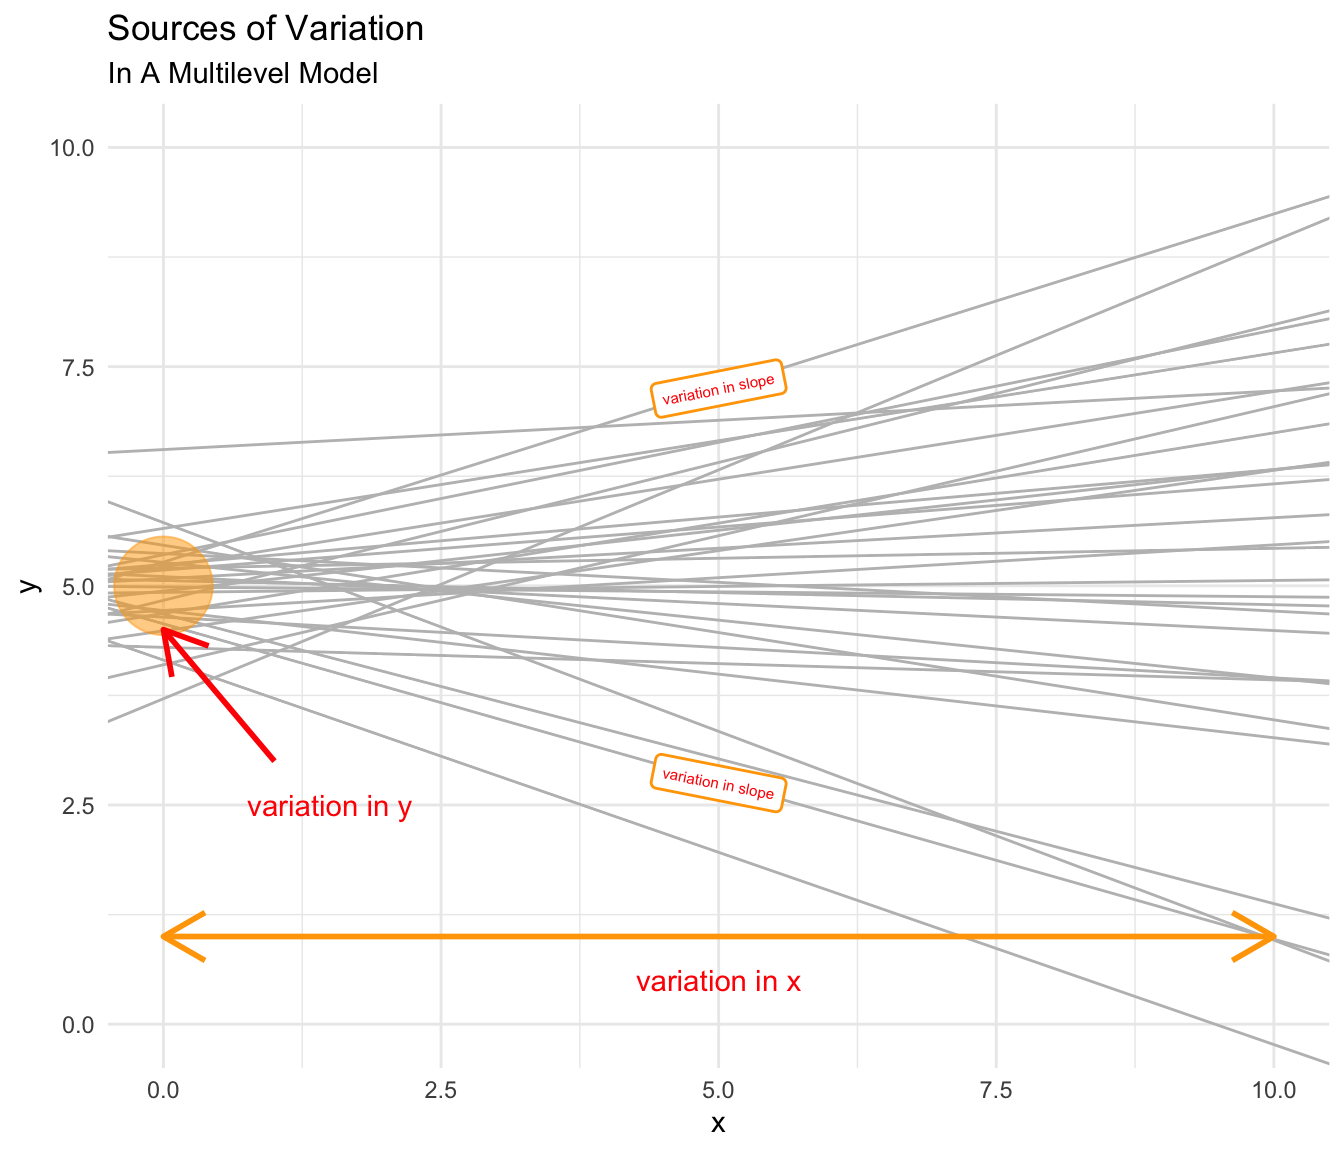 Sources of Variation
In A Multilevel Model
10.0
7.5
variation in slope
y
5.0
variation in slope
variation in y
2.5
variation in x
0.0
0.0 2.5 5.0 7.5 10.0
x